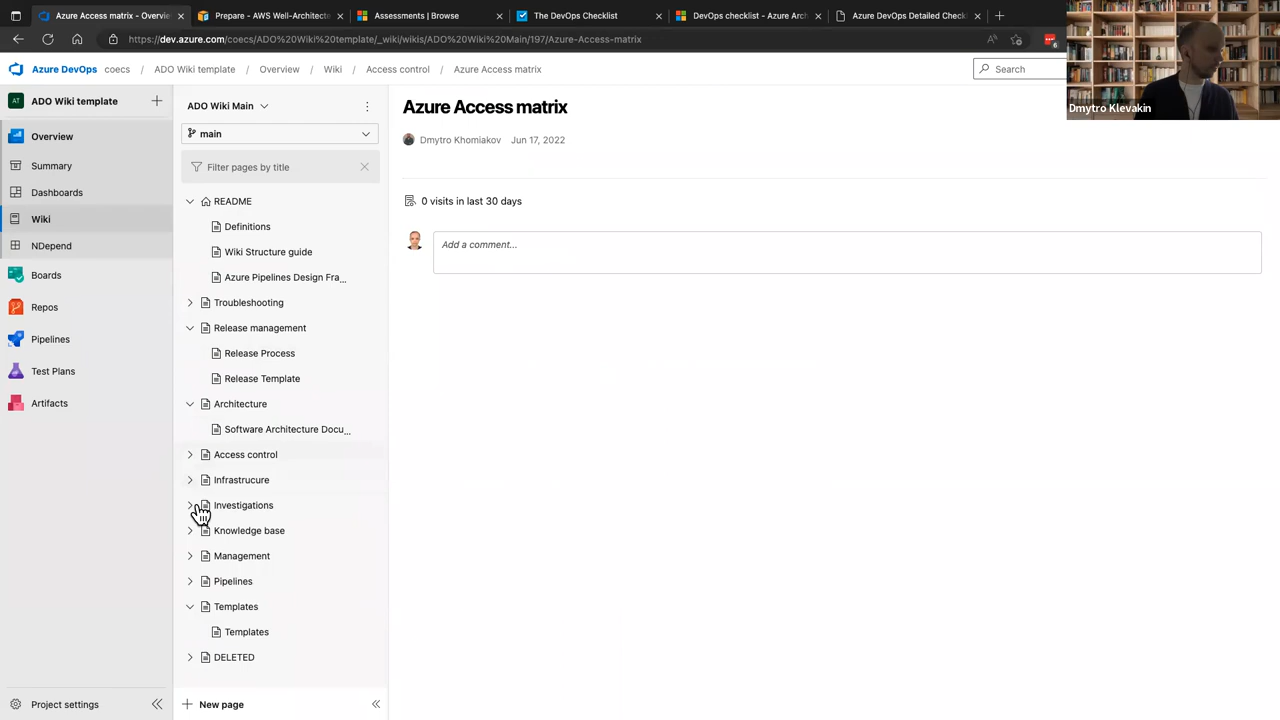 Azure Access matrix - Overvie
Prepare - AWS Well-Architecte
Assessments | Browse
The DevOps Checklist
DevOps checklist - Azure Arch
Azure DevOps Detailed Check
https://dev.azure.com/coecs/ADO%20Wiki%20template/_wiki/wikis/ADO%20Wiki%20Main/197/Azure-Access-matrix
6
Azure DevOps coecs / ADO Wiki template / Overview / Wiki / Access control / Azure Access matrix
Search
Dmytro Klevakin
AT ADO Wiki template
Overview
Summary
Dashboards
Wiki
NDepend
Boards
Repos
Pipelines
Test Plans
Artifacts
Project settings
ADO Wiki Main
main
Filter pages by title
README
Definitions
Wiki Structure guide
Azure Pipelines Design Fra...
Troubleshooting
Release management
Release Process
Release Template
Architecture
Software Architecture Docu...
Access control
Infrastrucure
Investigations
Knowledge base
Management
Pipelines
Templates
Templates
DELETED
New page
Azure Access matrix
Dmytro Khomiakov Jun 17, 2022
0 visits in last 30 days
Add a comment...